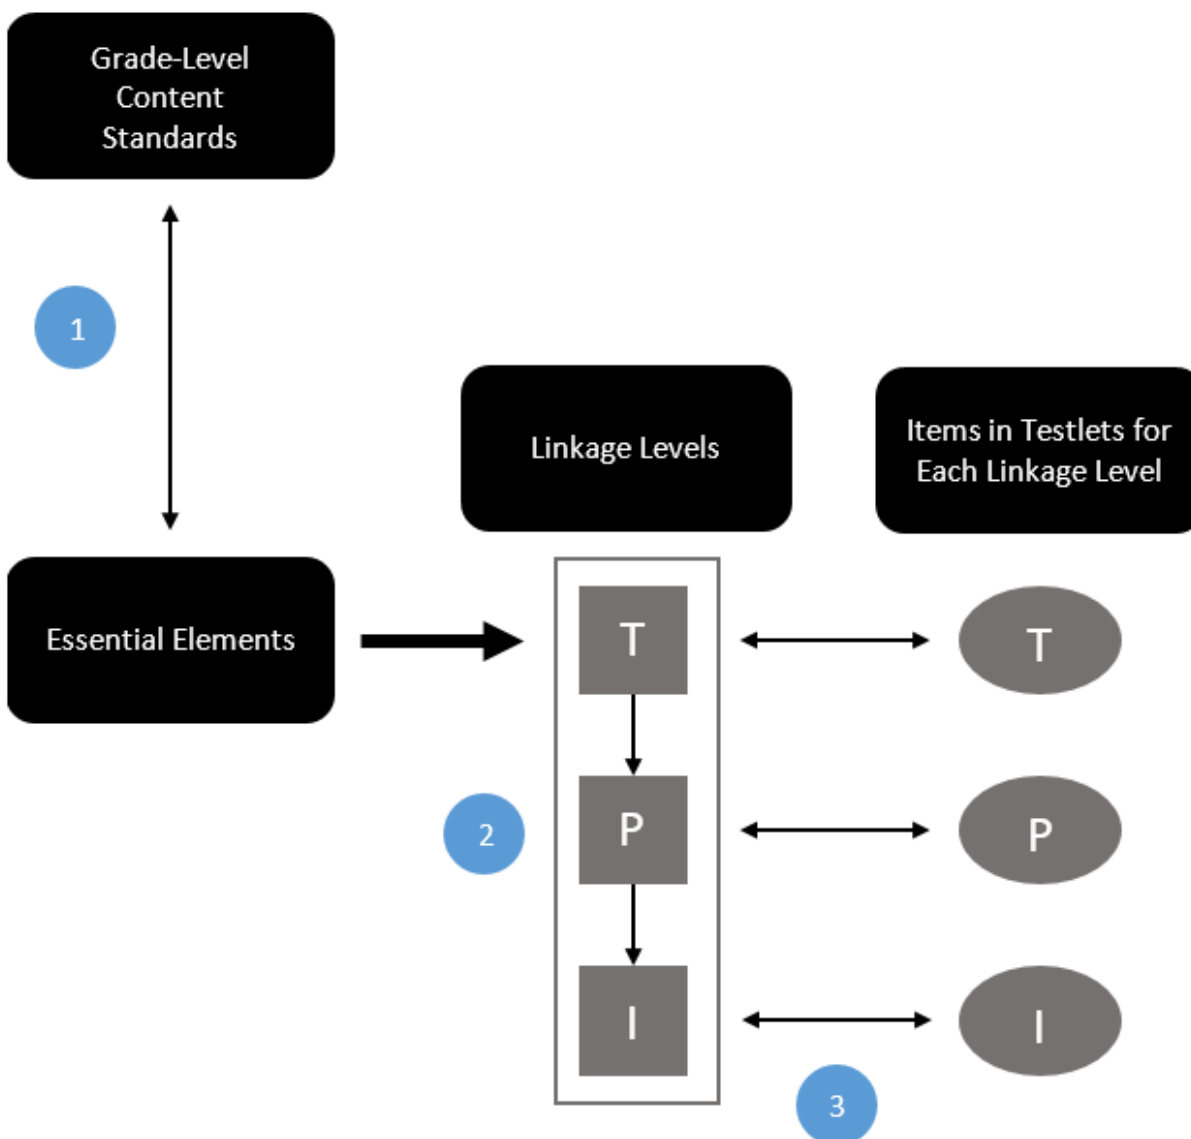 Grade-Level
Content
Standards
1
Linkage Levels
Items in Testlets for
Each Linkage Level
Essential Elements
T
T
2
P
P
I
I
3